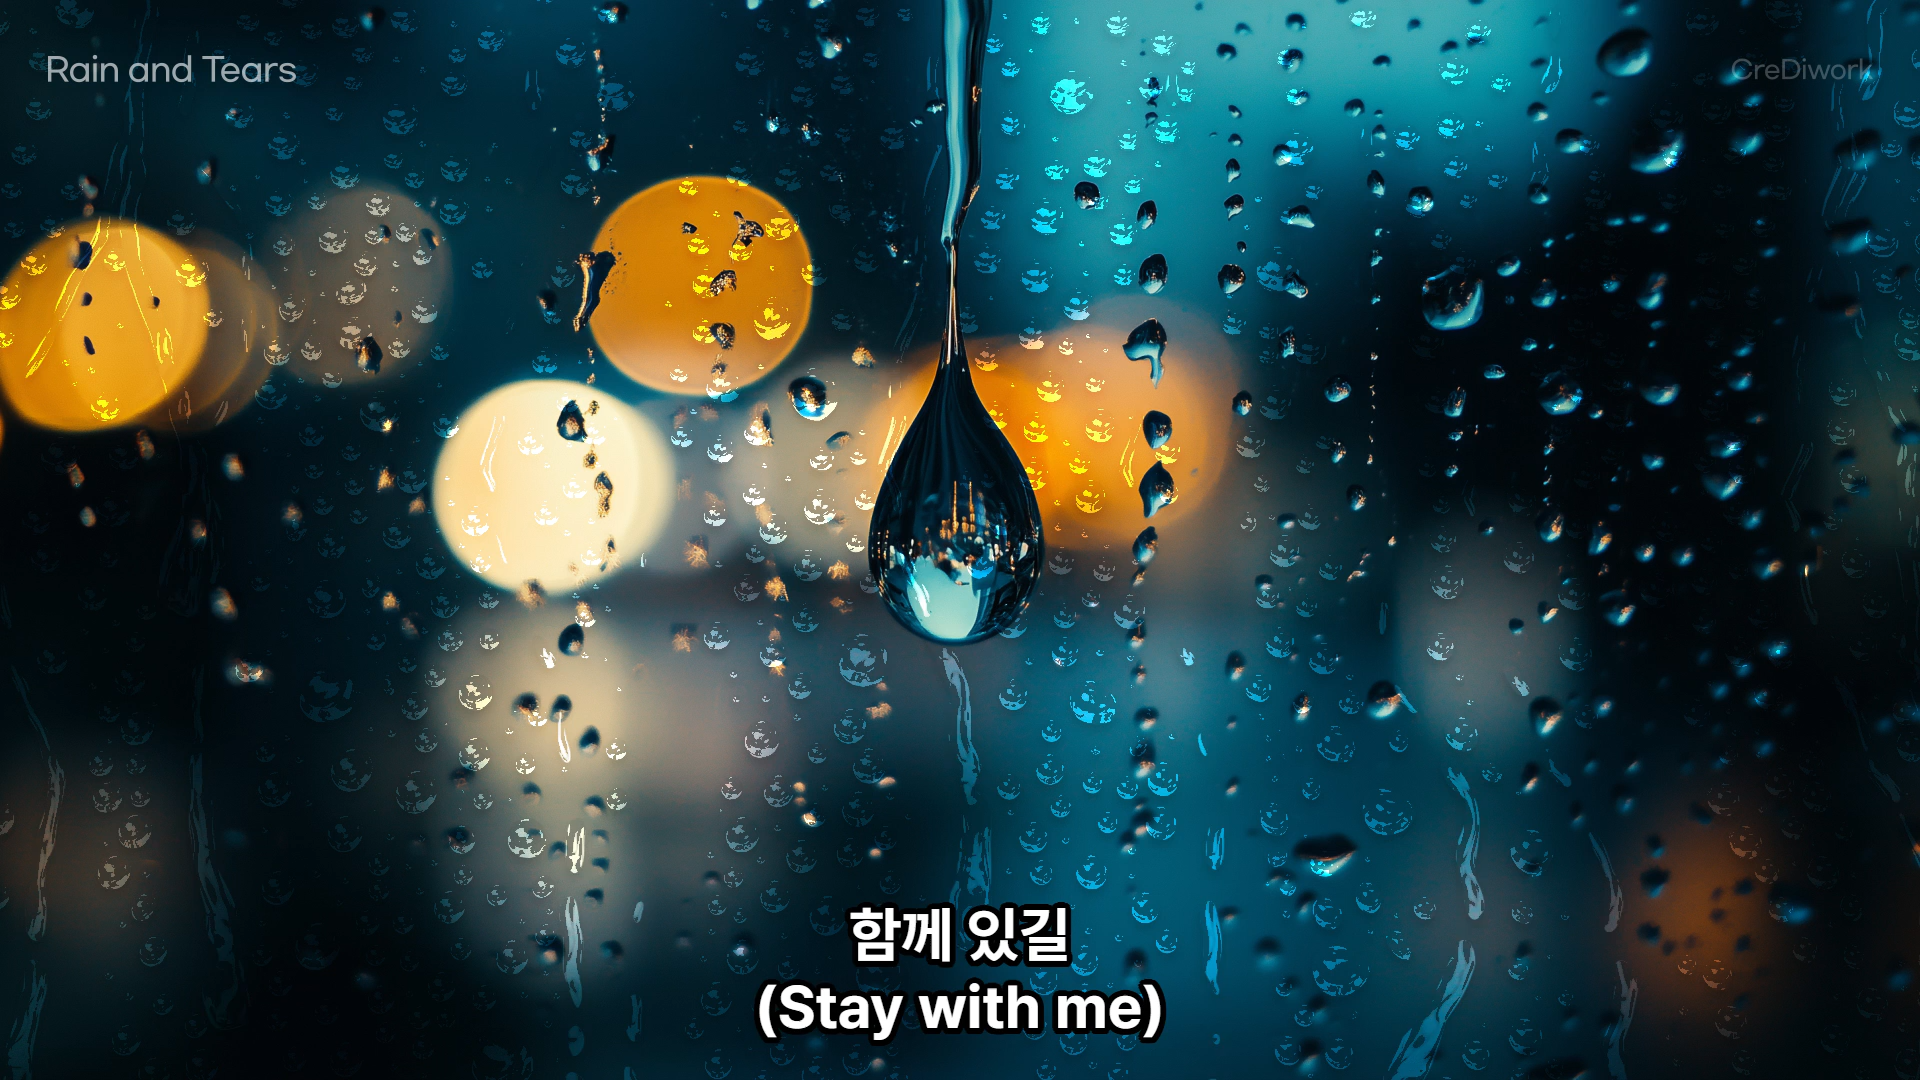 Rain and Tears
CreDiwork
함께 있길
(Stay with me)